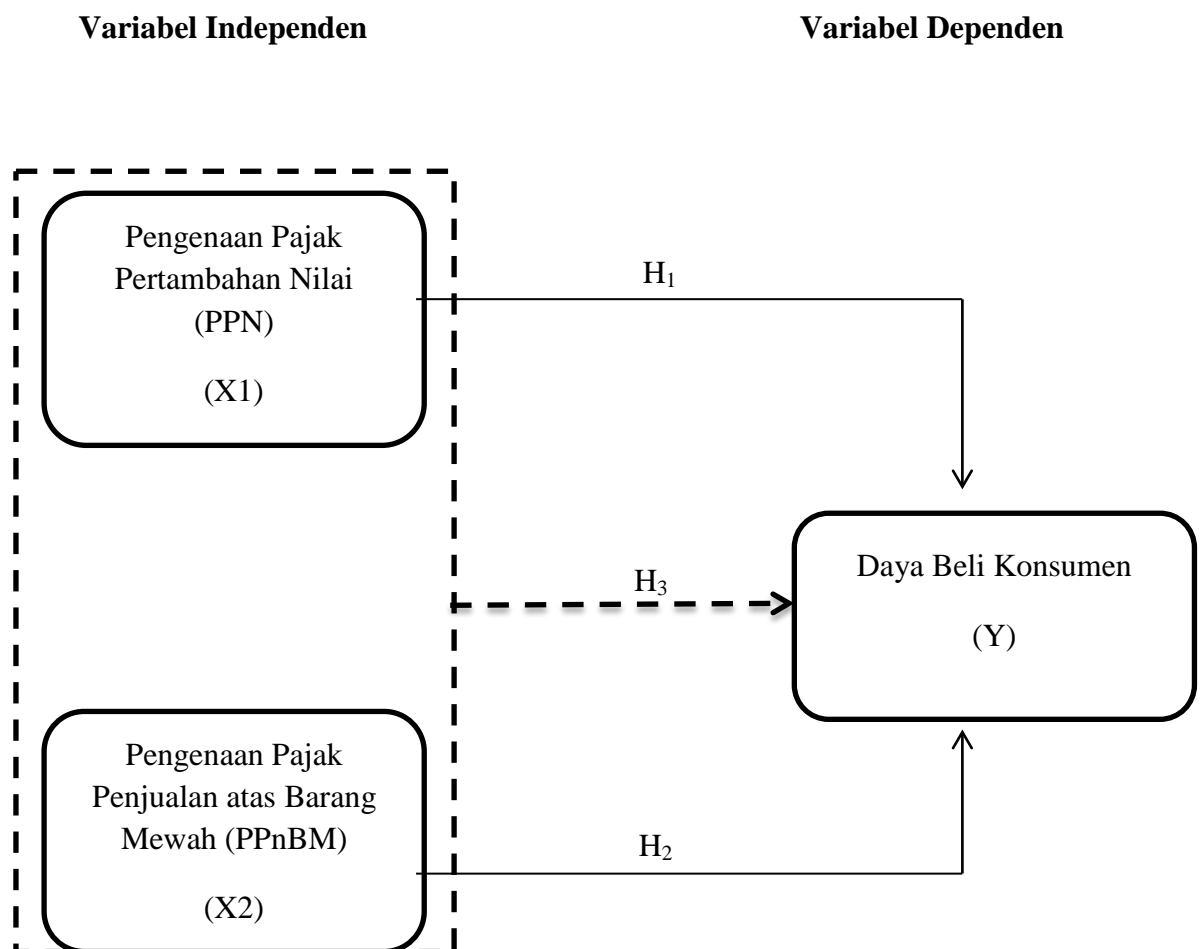 Variabel Independen
Variabel Dependen
Pengenaan Pajak
Pertambahan Nilai
(PPN)
(X1)
H₁
Daya Beli Konsumen
(Y)
H₃
Pengenaan Pajak
Penjualan atas Barang
Mewah (PPnBM)
(X2)
H₂